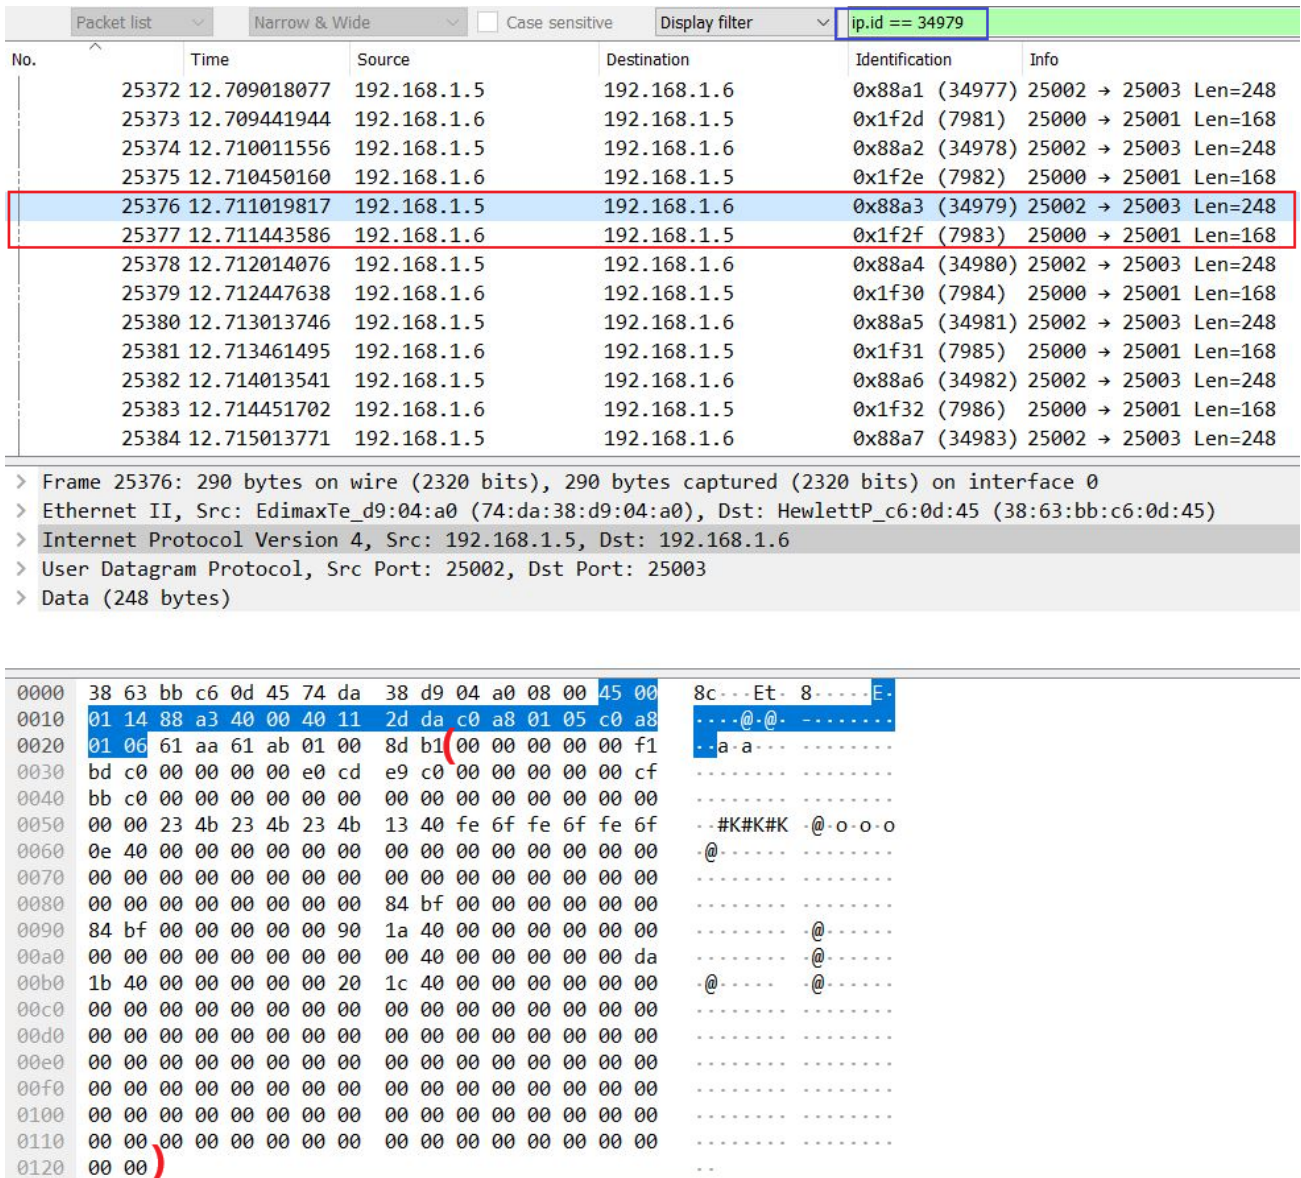 Packet list Narrow & Wide Case sensitive Display filter ip.id == 34979
No. Time Source Destination Identification Info
25372 12.709018077 192.168.1.5 192.168.1.6 0x88a1 (34977) 25002 → 25003 Len=248
25373 12.709441944 192.168.1.6 192.168.1.5 0x1f2d (7981) 25000 → 25001 Len=168
25374 12.710011556 192.168.1.5 192.168.1.6 0x88a2 (34978) 25002 → 25003 Len=248
25375 12.710450160 192.168.1.6 192.168.1.5 0x1f2e (7982) 25000 → 25001 Len=168
25376 12.711019817 192.168.1.5 192.168.1.6 0x88a3 (34979) 25002 → 25003 Len=248
25377 12.711443586 192.168.1.6 192.168.1.5 0x1f2f (7983) 25000 → 25001 Len=168
25378 12.712014076 192.168.1.5 192.168.1.6 0x88a4 (34980) 25002 → 25003 Len=248
25379 12.712447638 192.168.1.6 192.168.1.5 0x1f30 (7984) 25000 → 25001 Len=168
25380 12.713013746 192.168.1.5 192.168.1.6 0x88a5 (34981) 25002 → 25003 Len=248
25381 12.713461495 192.168.1.6 192.168.1.5 0x1f31 (7985) 25000 → 25001 Len=168
25382 12.714013541 192.168.1.5 192.168.1.6 0x88a6 (34982) 25002 → 25003 Len=248
25383 12.714451702 192.168.1.6 192.168.1.5 0x1f32 (7986) 25000 → 25001 Len=168
25384 12.715013771 192.168.1.5 192.168.1.6 0x88a7 (34983) 25002 → 25003 Len=248
> Frame 25376: 290 bytes on wire (2320 bits), 290 bytes captured (2320 bits) on interface 0
> Ethernet II, Src: EdimaxTe_d9:04:a0 (74:da:38:d9:04:a0), Dst: HewlettP_c6:0d:45 (38:63:bb:c6:0d:45)
> Internet Protocol Version 4, Src: 192.168.1.5, Dst: 192.168.1.6
> User Datagram Protocol, Src Port: 25002, Dst Port: 25003
> Data (248 bytes)
0000 38 63 bb c6 0d 45 74 da 38 d9 04 a0 08 00 45 00 8c···Et· 8·····E·
0010 01 14 88 a3 40 00 40 11 2d da c0 a8 01 05 c0 a8 ····@·@· -·······
0020 01 06 61 aa 61 ab 01 00 8d b1(00 00 00 00 00 f1 ··a·a··· ········
0030 bd c0 00 00 00 00 e0 cd e9 c0 00 00 00 00 00 cf ········ ········
0040 bb c0 00 00 00 00 00 00 00 00 00 00 00 00 00 00 ········ ········
0050 00 00 23 4b 23 4b 23 4b 13 40 fe 6f fe 6f fe 6f ··#K#K#K ·@·o·o·o
0060 0e 40 00 00 00 00 00 00 00 00 00 00 00 00 00 00 ·@······ ········
0070 00 00 00 00 00 00 00 00 00 00 00 00 00 00 00 00 ········ ········
0080 00 00 00 00 00 00 00 00 84 bf 00 00 00 00 00 00 ········ ········
0090 84 bf 00 00 00 00 00 90 1a 40 00 00 00 00 00 00 ········ ·@······
00a0 00 00 00 00 00 00 00 00 00 40 00 00 00 00 00 da ········ ·@······
00b0 1b 40 00 00 00 00 00 20 1c 40 00 00 00 00 00 00 ·@····· ·@······
00c0 00 00 00 00 00 00 00 00 00 00 00 00 00 00 00 00 ········ ········
00d0 00 00 00 00 00 00 00 00 00 00 00 00 00 00 00 00 ········ ········
00e0 00 00 00 00 00 00 00 00 00 00 00 00 00 00 00 00 ········ ········
00f0 00 00 00 00 00 00 00 00 00 00 00 00 00 00 00 00 ········ ········
0100 00 00 00 00 00 00 00 00 00 00 00 00 00 00 00 00 ········ ········
0110 00 00 00 00 00 00 00 00 00 00 00 00 00 00 00 00 ········ ········
0120 00 00) ··